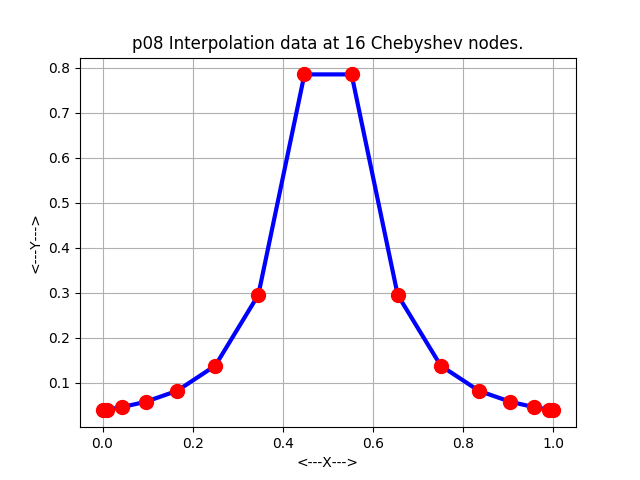 p08 Interpolation data at 16 Chebyshev nodes.
0.8
0.7
0.6
0.5
0.4
0.3
0.2
0.1
<---Y--->
0.0 0.2 0.4 0.6 0.8 1.0
<---X--->